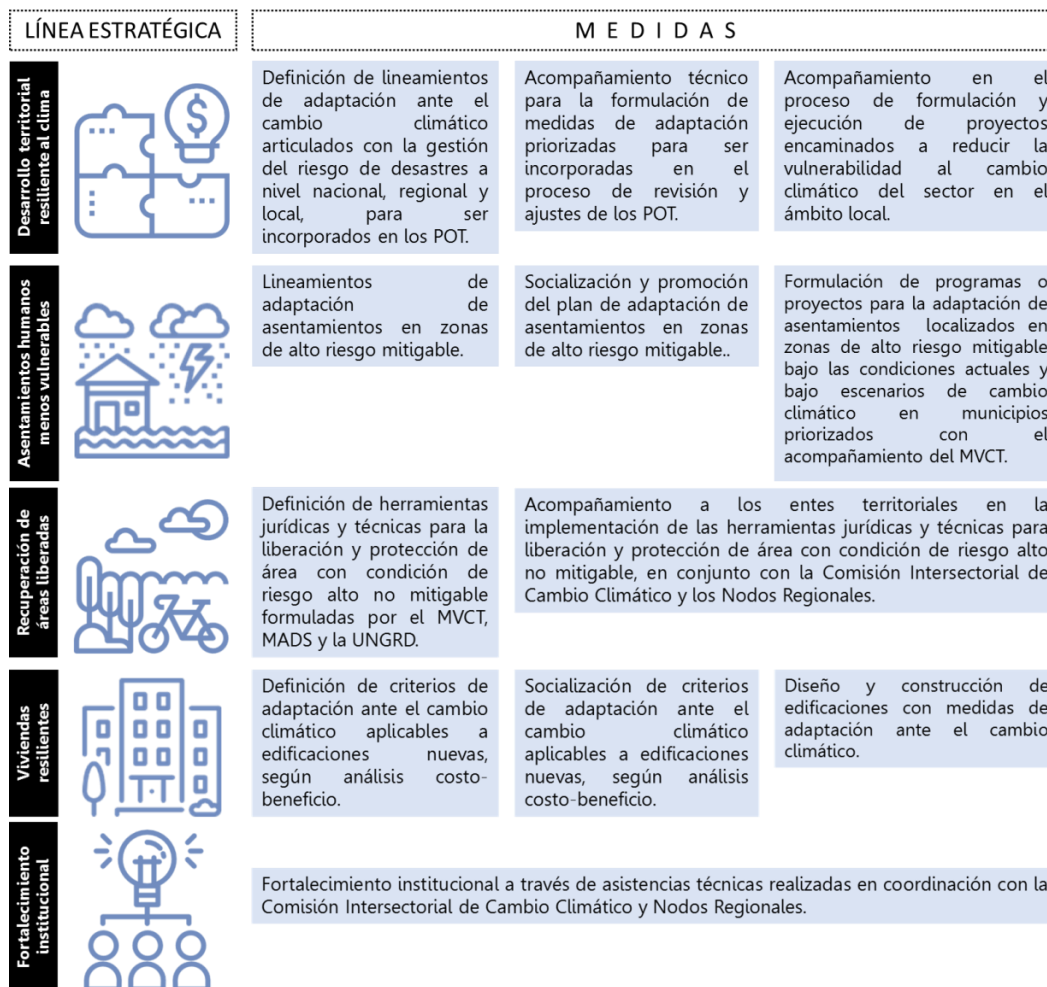 LÍNEA ESTRATÉGICA
M E D I D A S
Desarrollo territorial
resiliente al clima
Definición de lineamientos
de adaptación ante el
cambio climático
articulados con la gestión
del riesgo de desastres a
nivel nacional, regional y
local, para ser
incorporados en los POT.
Acompañamiento técnico
para la formulación de
medidas de adaptación
priorizadas para ser
incorporadas en el
proceso de revisión y
ajustes de los POT.
Acompañamiento en el
proceso de formulación y
ejecución de proyectos
encaminados a reducir la
vulnerabilidad al cambio
climático del sector en el
ámbito local.
Asentamientos humanos
menos vulnerables
Lineamientos de
adaptación de
asentamientos en zonas
de alto riesgo mitigable.
Socialización y promoción
del plan de adaptación de
asentamientos en zonas
de alto riesgo mitigable..
Formulación de programas o
proyectos para la adaptación de
asentamientos localizados en
zonas de alto riesgo mitigable
bajo las condiciones actuales y
bajo escenarios de cambio
climático en municipios
priorizados con el
acompañamiento del MVCT.
Recuperación de
áreas liberadas
Definición de herramientas
jurídicas y técnicas para la
liberación y protección de
área con condición de
riesgo alto no mitigable
formuladas por el MVCT,
MADS y la UNGRD.
Acompañamiento a los entes territoriales en la
implementación de las herramientas jurídicas y técnicas para
liberación y protección de área con condición de riesgo alto
no mitigable, en conjunto con la Comisión Intersectorial de
Cambio Climático y los Nodos Regionales.
Viviendas
resilientes
Definición de criterios de
adaptación ante el cambio
climático aplicables a
edificaciones nuevas,
según análisis costo-
beneficio.
Socialización de criterios
de adaptación ante el
cambio climático
aplicables a edificaciones
nuevas, según análisis
costo-beneficio.
Diseño y construcción de
edificaciones con medidas de
adaptación ante el cambio
climático.
Fortalecimiento
institucional
Fortalecimiento institucional a través de asistencias técnicas realizadas en coordinación con la
Comisión Intersectorial de Cambio Climático y Nodos Regionales.